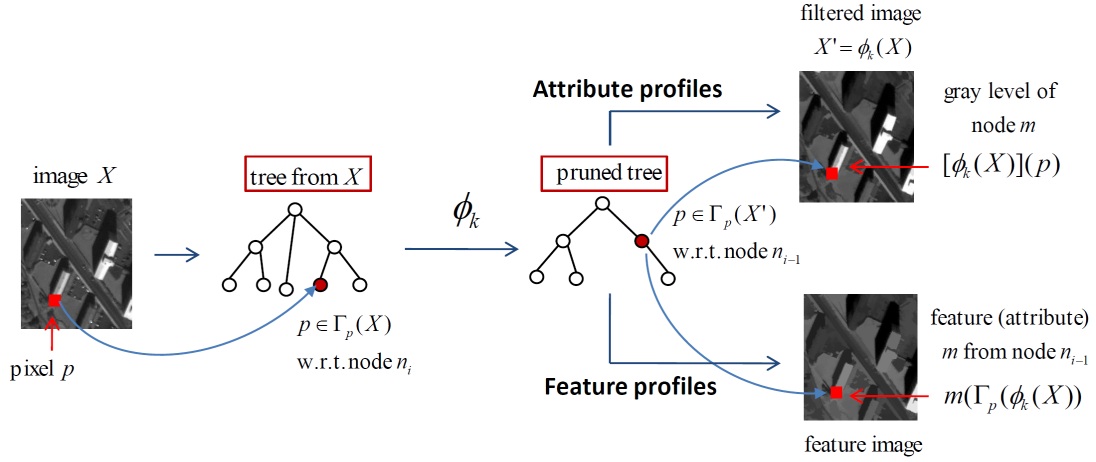 image X
pixel p
tree from X
p ∈ Γ_p(X)
w.r.t. node n_i
ϕ_k
pruned tree
p ∈ Γ_p(X')
w.r.t. node n_{i−1}
Attribute profiles
Feature profiles
filtered image
X' = ϕ_k(X)
gray level of
node m
[ϕ_k(X)](p)
feature (attribute)
m from node n_{i−1}
m(Γ_p(ϕ_k(X))
feature image